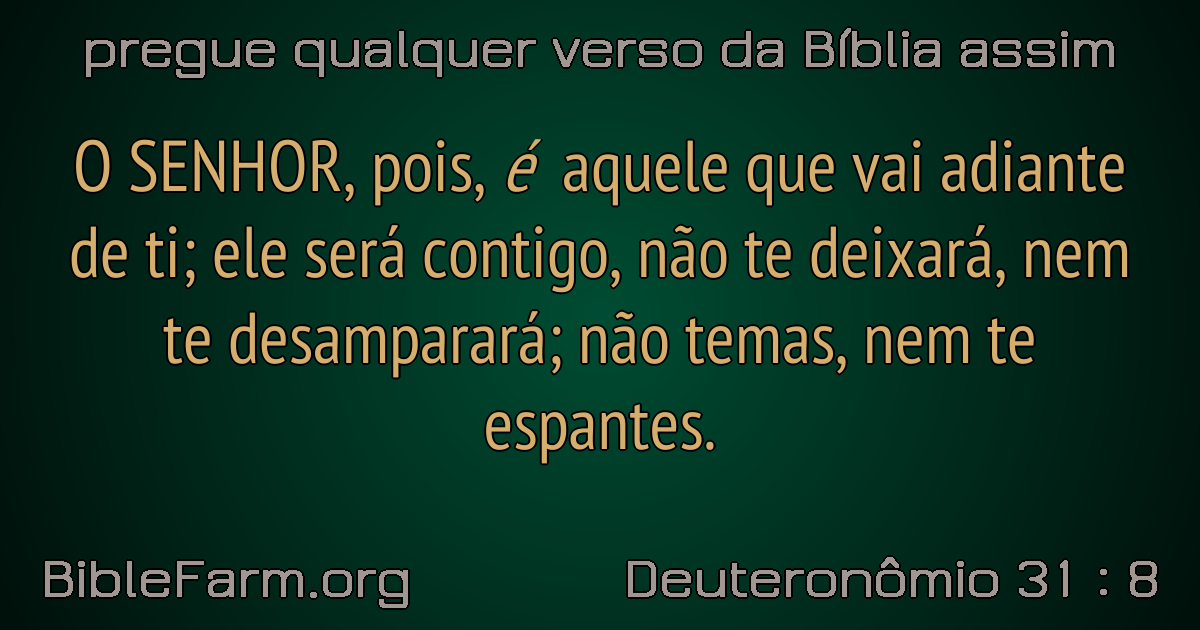 pregue qualquer verso da Bíblia assim
O SENHOR, pois, é aquele que vai adiante
de ti; ele será contigo, não te deixará, nem
te desamparará; não temas, nem te
espantes.
BibleFarm.org
Deuteronômio 31 : 8